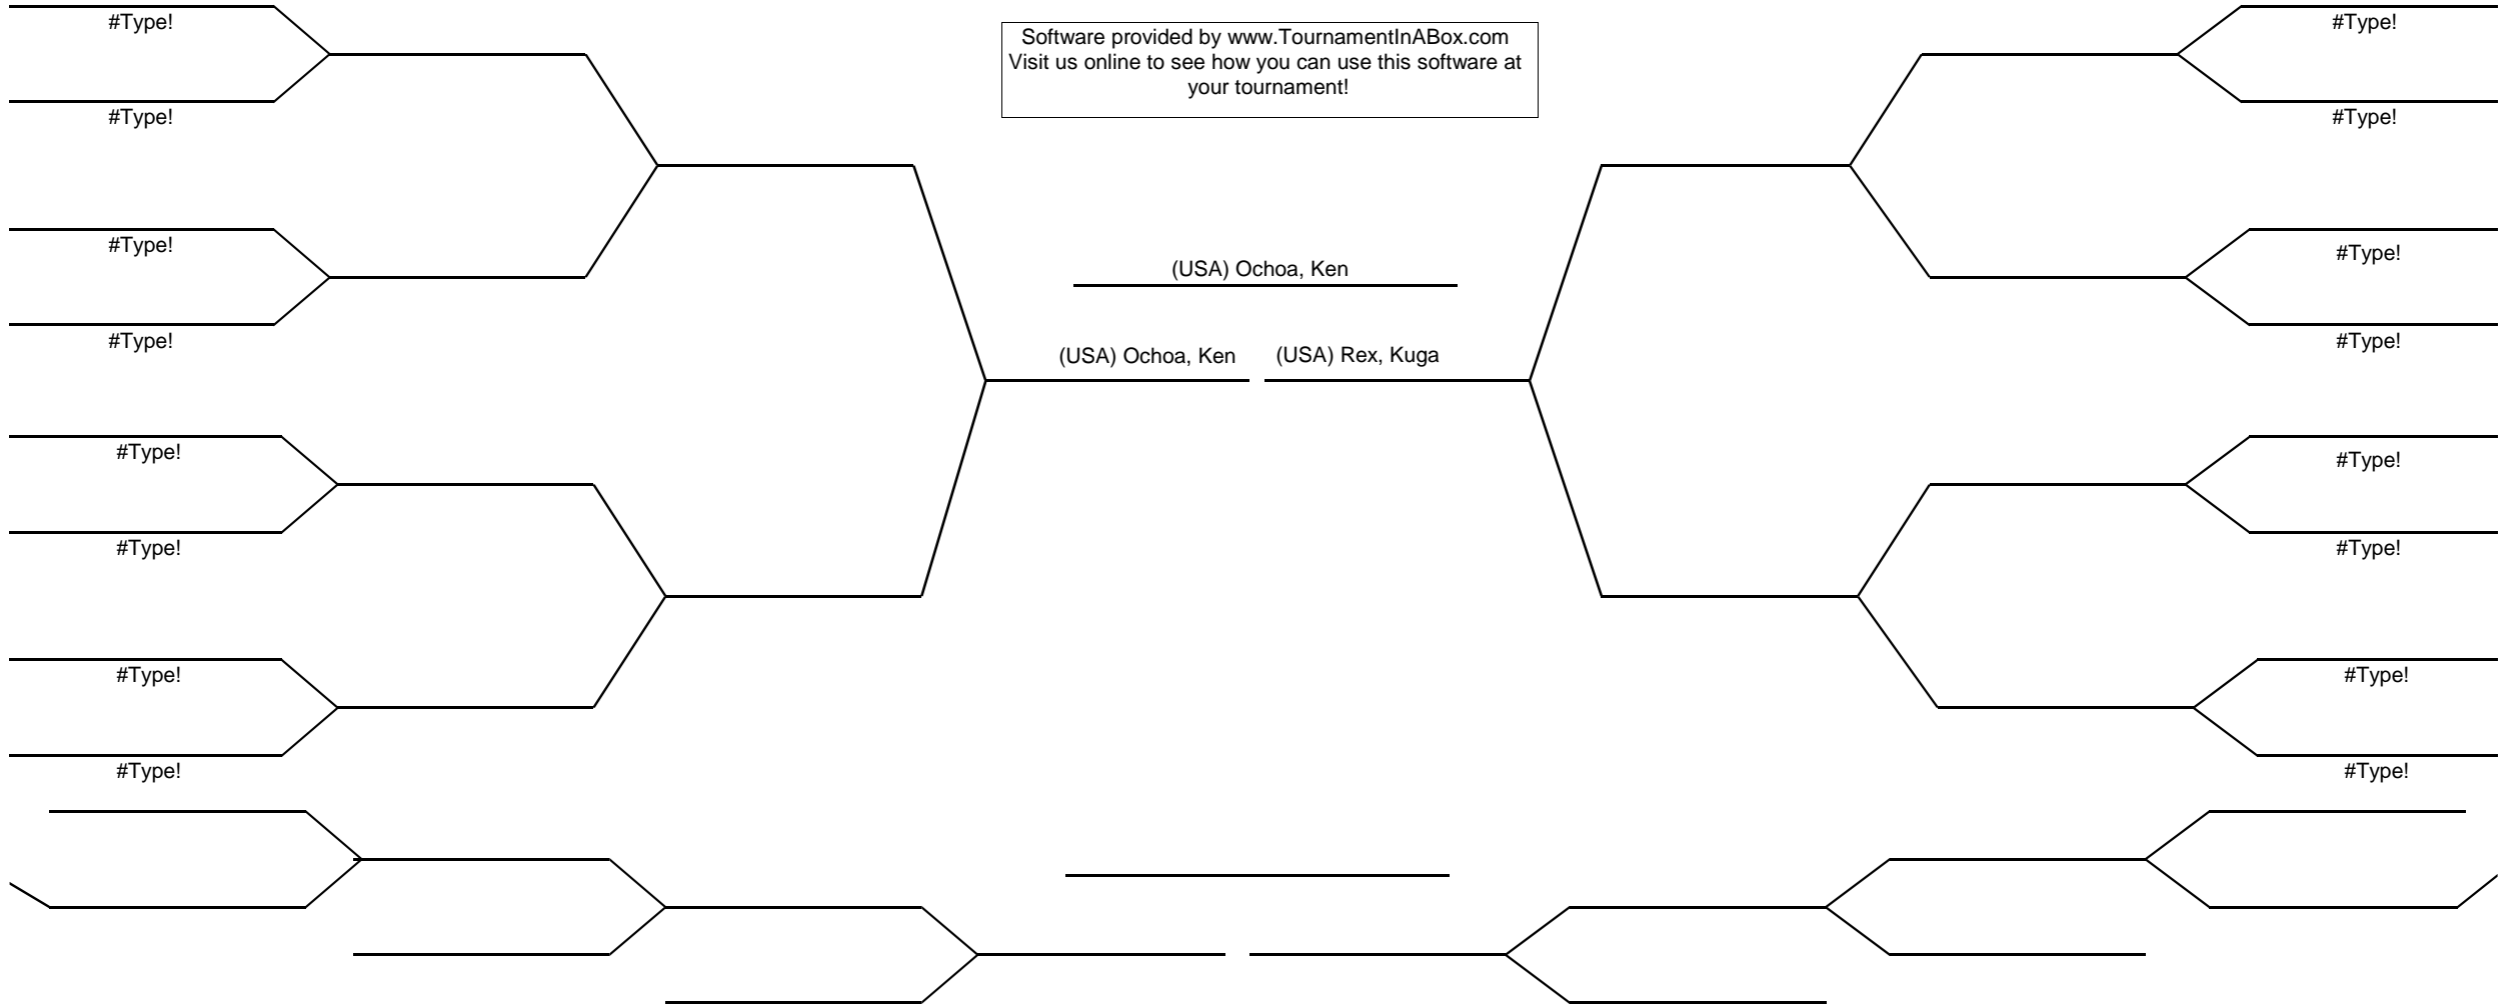 #Type!
#Type!
Software provided by www.TournamentInABox.com
Visit us online to see how you can use this software at
your tournament!
#Type!
#Type!
#Type!
#Type!
(USA) Ochoa, Ken
#Type!
#Type!
(USA) Ochoa, Ken
(USA) Rex, Kuga
#Type!
#Type!
#Type!
#Type!
#Type!
#Type!
#Type!
#Type!